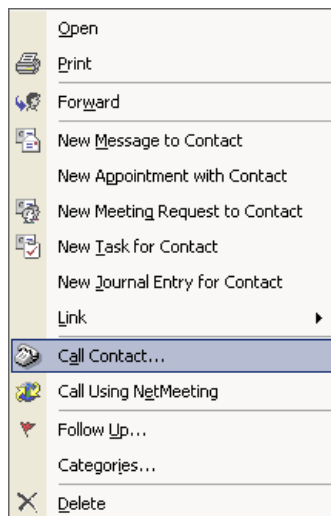 Open
Print
Forward
New Message to Contact
New Appointment with Contact
New Meeting Request to Contact
New Task for Contact
New Journal Entry for Contact
Link
Call Contact...
Call Using NetMeeting
Follow Up...
Categories...
Delete